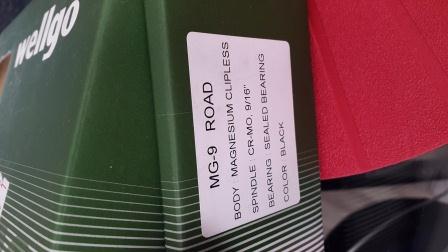 wellgo
MG-9 ROAD
BODY : MAGNESIUM CLIPLESS
SPINDLE : CR-MO, 9/16"
BEARING : SEALED BEARING
COLOR : BLACK